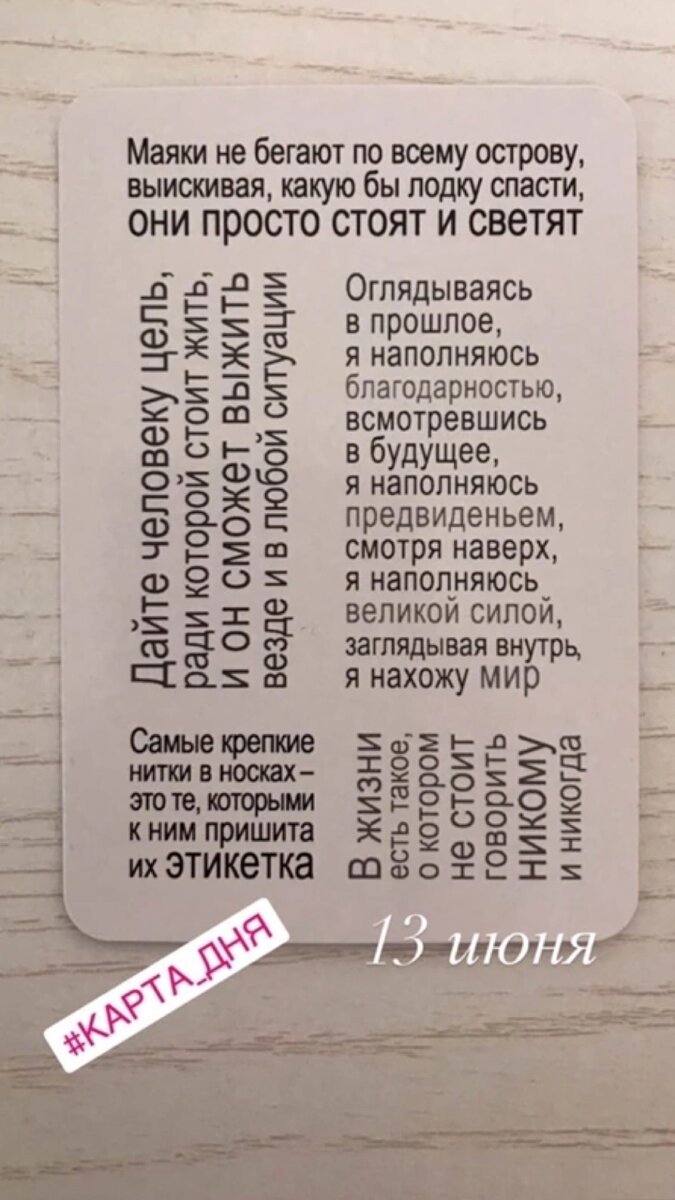 Маяки не бегают по всему острову,
выискивая, какую бы лодку спасти,
они просто стоят и светят
Дайте человеку цель,
ради которой стоит жить,
и он сможет выжить
везде и в любой ситуации
Оглядываясь
в прошлое,
я наполняюсь
благодарностью,
всмотревшись
в будущее,
я наполняюсь
предвиденьем,
смотря наверх,
я наполняюсь
великой силой,
заглядывая внутрь,
я нахожу мир
Самые крепкие
нитки в носках –
это те, которыми
к ним пришита
их этикетка
В жизни
есть такое,
о котором
не стоит
говорить
никому
и никогда
#КАРТА_ДНЯ
13 июня